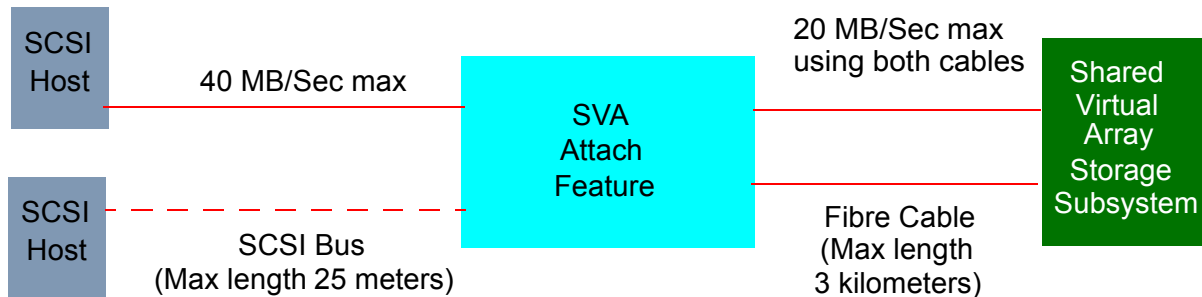 SCSI
Host
40 MB/Sec max
SVA
Attach
Feature
20 MB/Sec max
using both cables
Shared
Virtual
Array
Storage
Subsystem
SCSI
Host
SCSI Bus
(Max length 25 meters)
Fibre Cable
(Max length
3 kilometers)